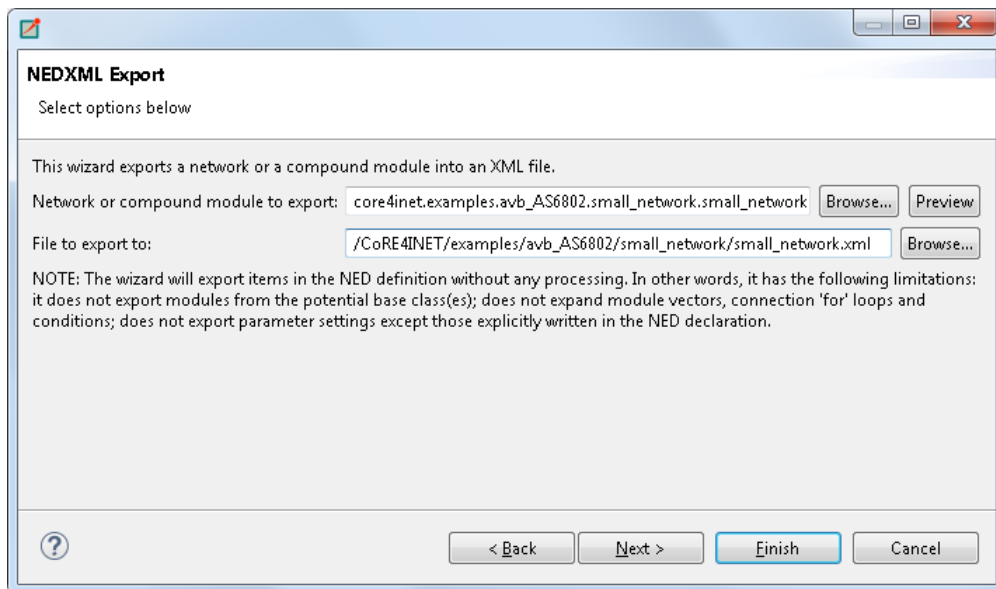 NEDXML Export
Select options below
This wizard exports a network or a compound module into an XML file.
Network or compound module to export: core4inet.examples.avb_AS6802.small_network.small_network Browse... Preview
File to export to: /CoRE4INET/examples/avb_AS6802/small_network/small_network.xml Browse...
NOTE: The wizard will export items in the NED definition without any processing. In other words, it has the following limitations:
it does not export modules from the potential base class(es); does not expand module vectors, connection 'for' loops and
conditions; does not export parameter settings except those explicitly written in the NED declaration.
? < Back Next > Finish Cancel